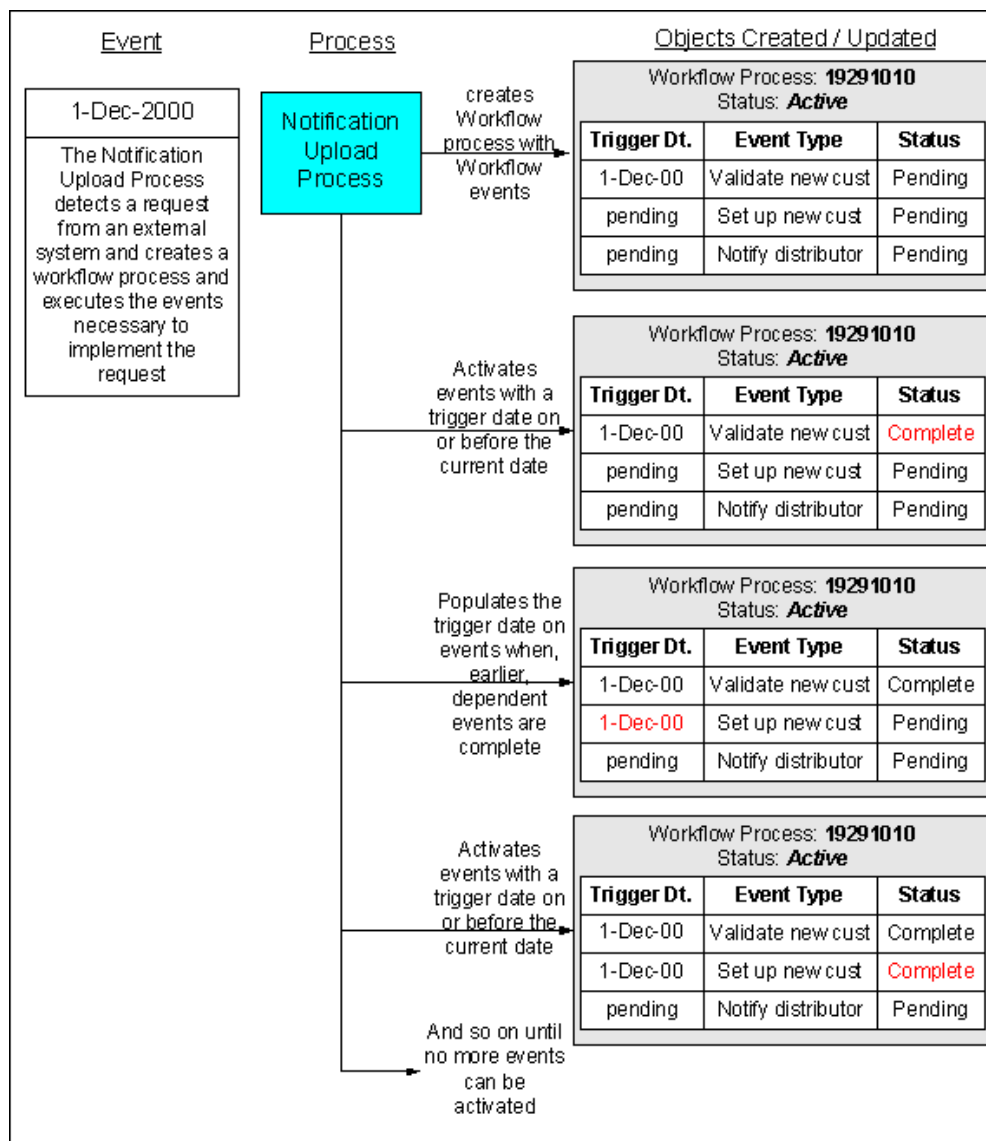 Event
Process
Objects Created / Updated
1-Dec-2000
The Notification
Upload Process
detects a request
from an external
system and creates a
workflow process and
executes the events
necessary to
implement the
request
Notification
Upload
Process
creates
Workflow
process with
Workflow
events
Workflow Process: 19291010
Status: Active
Trigger Dt. Event Type Status
1-Dec-00 Validate new cust Pending
pending Set up new cust Pending
pending Notify distributor Pending
Activates
events with a
trigger date on
or before the
current date
Workflow Process: 19291010
Status: Active
Trigger Dt. Event Type Status
1-Dec-00 Validate new cust Complete
pending Set up new cust Pending
pending Notify distributor Pending
Populates the
trigger date on
events when,
earlier,
dependent
events are
complete
Workflow Process: 19291010
Status: Active
Trigger Dt. Event Type Status
1-Dec-00 Validate new cust Complete
1-Dec-00 Set up new cust Pending
pending Notify distributor Pending
Activates
events with a
trigger date on
or before the
current date
Workflow Process: 19291010
Status: Active
Trigger Dt. Event Type Status
1-Dec-00 Validate new cust Complete
1-Dec-00 Set up new cust Complete
pending Notify distributor Pending
And so on until
no more events
can be
activated